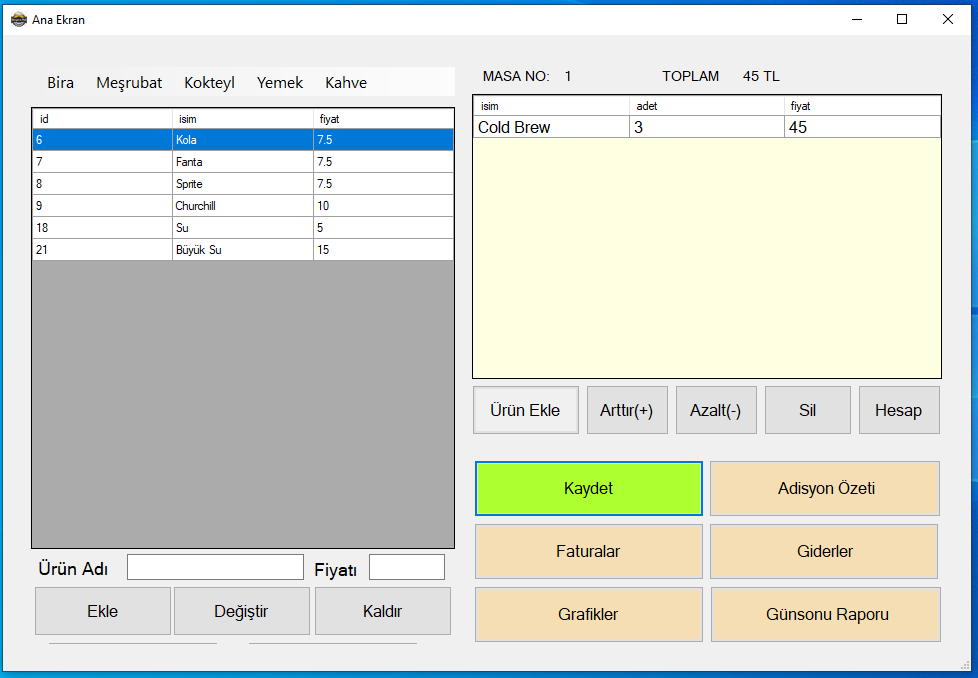 Ana Ekran
Bira Meşrubat Kokteyl Yemek Kahve
id isim fiyat
6 Kola 7.5
7 Fanta 7.5
8 Sprite 7.5
9 Churchill 10
18 Su 5
21 Büyük Su 15
Ürün Adı Fiyatı
Ekle Değiştir Kaldır
MASA NO: 1 TOPLAM 45 TL
isim adet fiyat
Cold Brew 3 45
Ürün Ekle Arttır(+) Azalt(-) Sil Hesap
Kaydet Adisyon Özeti
Faturalar Giderler
Grafikler Günsonu Raporu